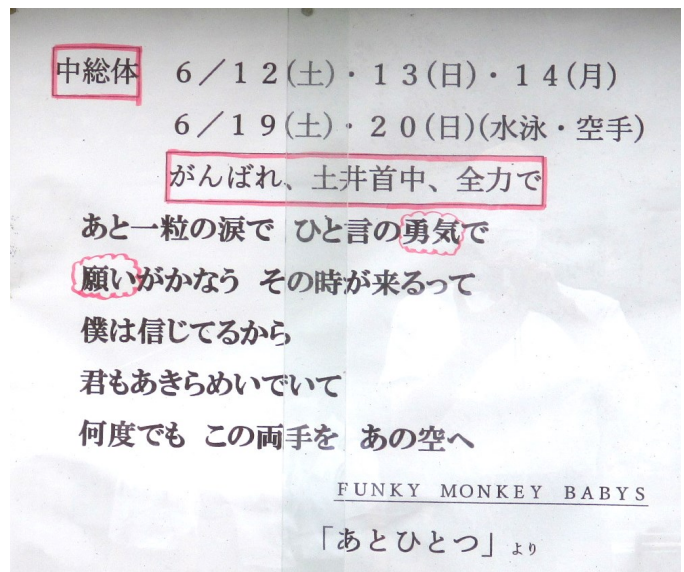 中総体 6／12(土)・13(日)・14(月)
6／19(土)・20(日)(水泳・空手)
がんばれ、土井首中、全力で
あと一粒の涙で ひと言の勇気で
願いがかなう その時が来るって
僕は信じてるから
君もあきらめいでいて
何度でも この両手を あの空へ
FUNKY MONKEY BABYS
「あとひとつ」より